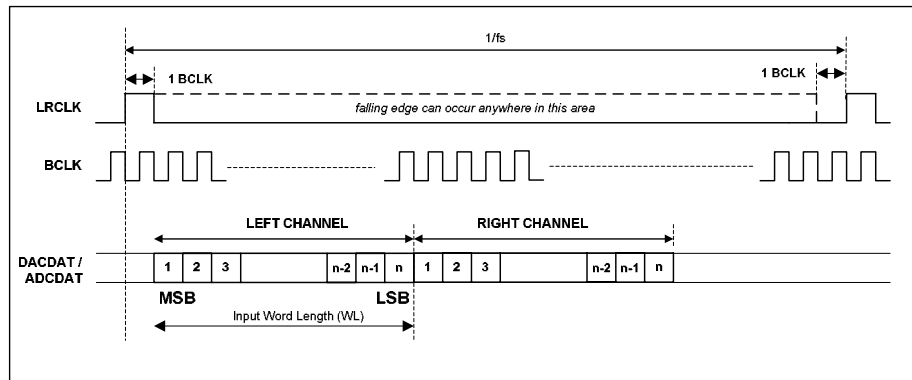 1/fs
1 BCLK
1 BCLK
LRCLK
falling edge can occur anywhere in this area
BCLK
LEFT CHANNEL
RIGHT CHANNEL
DACDAT /
ADCDAT
1 2 3 n-2 n-1 n 1 2 3 n-2 n-1 n
MSB LSB
Input Word Length (WL)